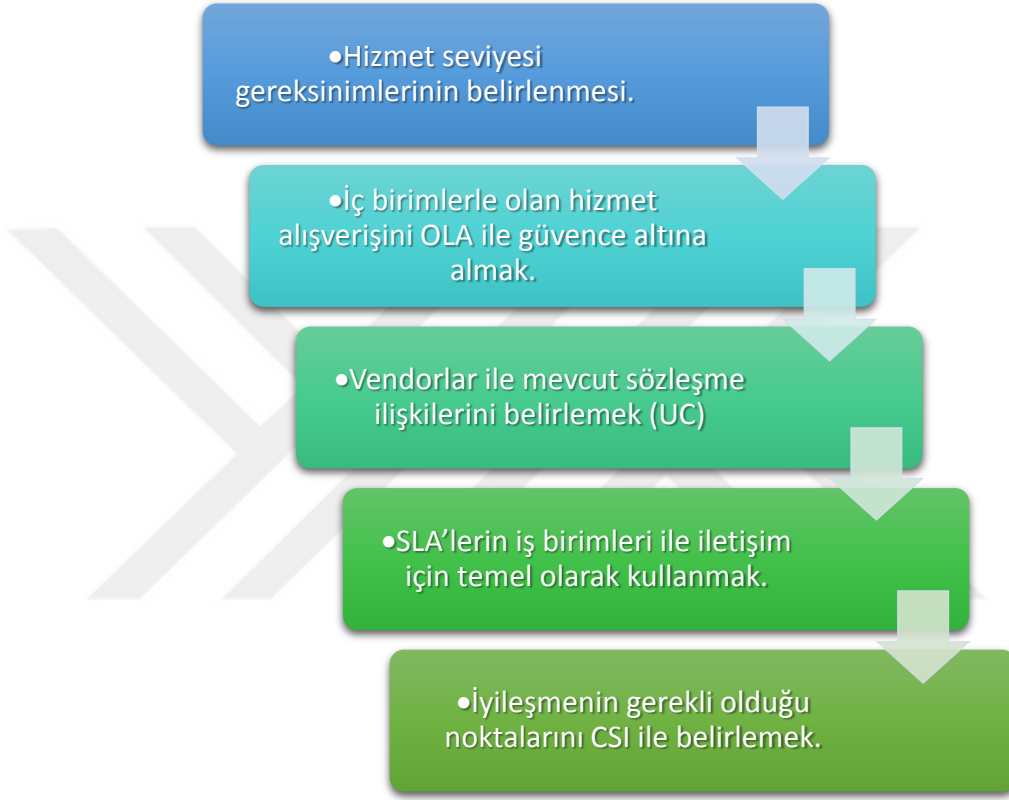 •Hizmet seviyesi
gereksinimlerinin belirlenmesi.
•İç birimlerle olan hizmet
alışverişini OLA ile güvence altına
almak.
•Vendorlar ile mevcut sözleşme
ilişkilerini belirlemek (UC)
•SLA’lerin iş birimleri ile iletişim
için temel olarak kullanmak.
•İyileşmenin gerekli olduğu
noktalarını CSI ile belirlemek.